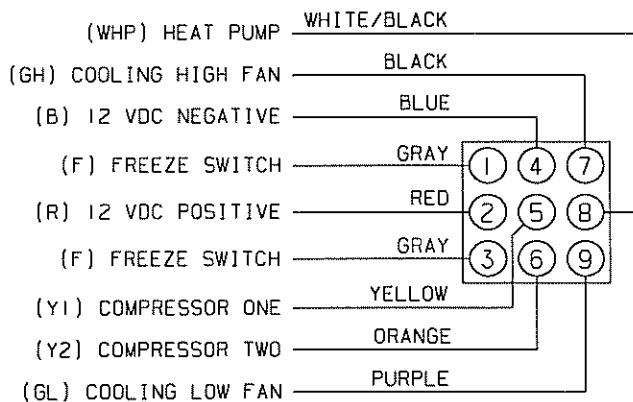 (WHP) HEAT PUMP WHITE/BLACK
(GH) COOLING HIGH FAN BLACK
(B) 12 VDC NEGATIVE BLUE
(F) FREEZE SWITCH GRAY 1 4 7
(R) 12 VDC POSITIVE RED 2 5 8
(F) FREEZE SWITCH GRAY 3 6 9
(Y1) COMPRESSOR ONE YELLOW
(Y2) COMPRESSOR TWO ORANGE
(GL) COOLING LOW FAN PURPLE